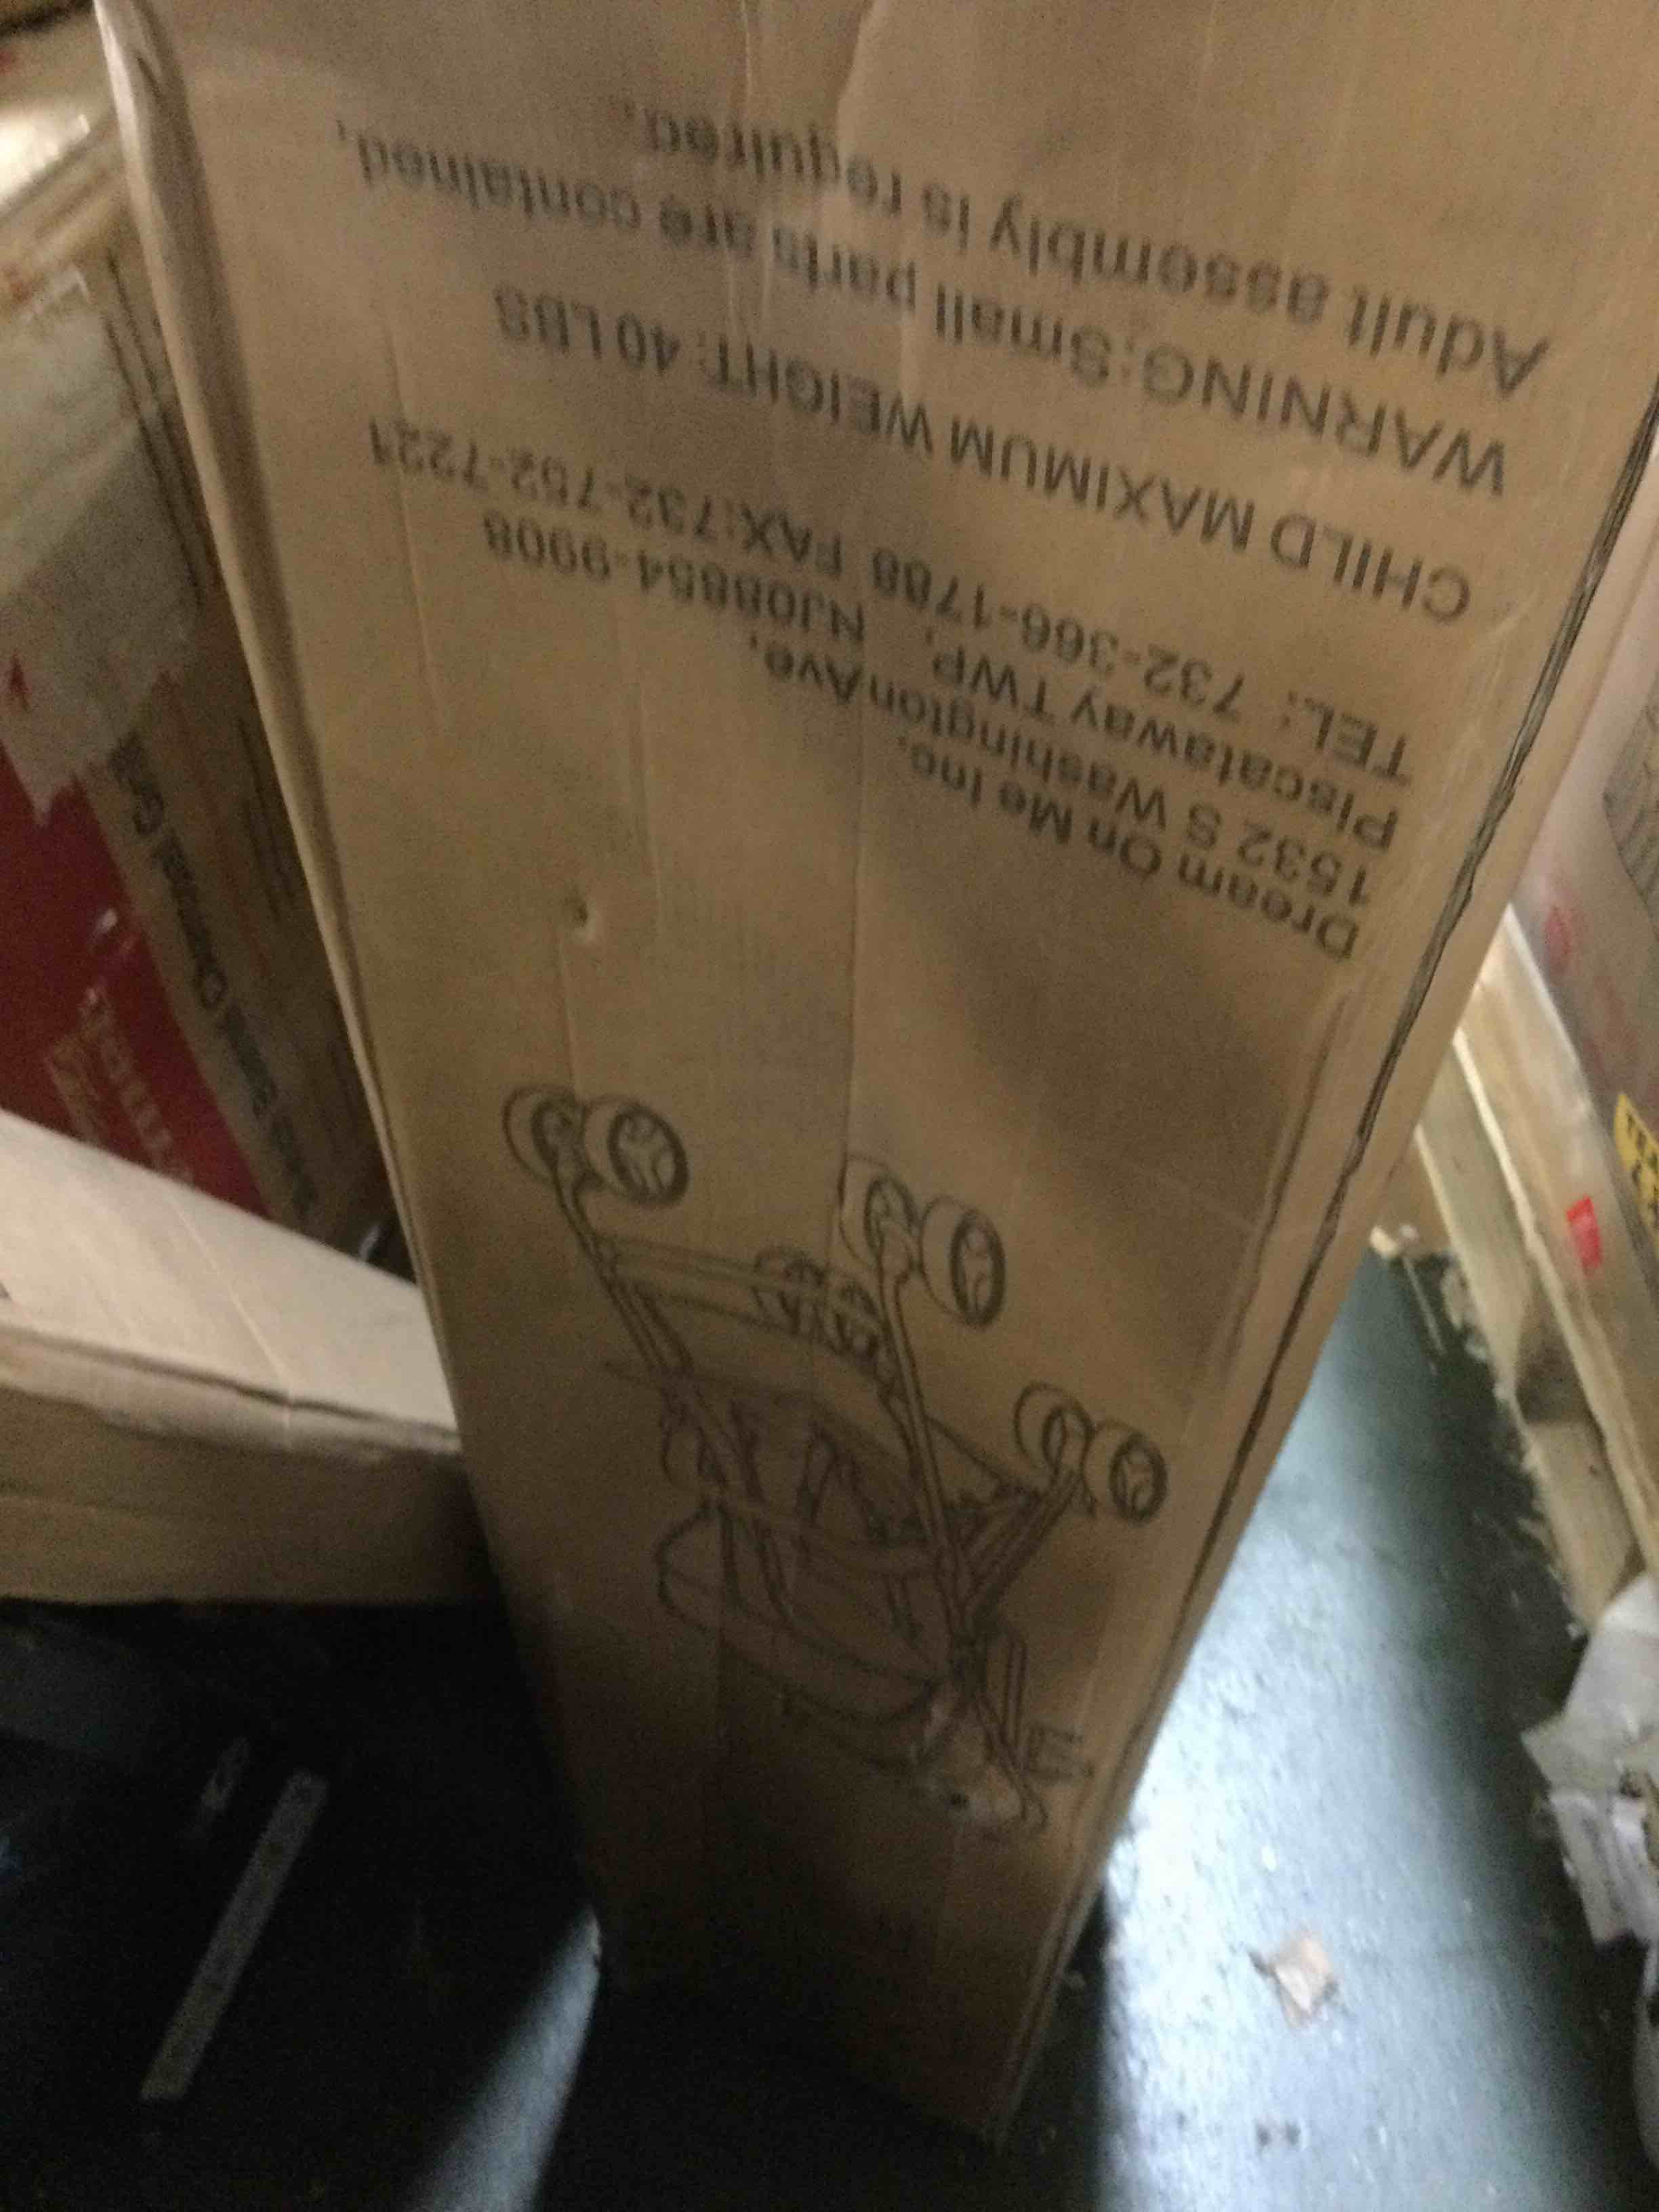 Dream On Me Inc.
1532 S Washington Ave,
Piscataway TWP, NJ08854-9908
TEL: 732-366-1788 FAX:732-752-7221
CHILD MAXIMUM WEIGHT: 40 LBS
WARNING:Small parts are contained,
Adult assembly is required.